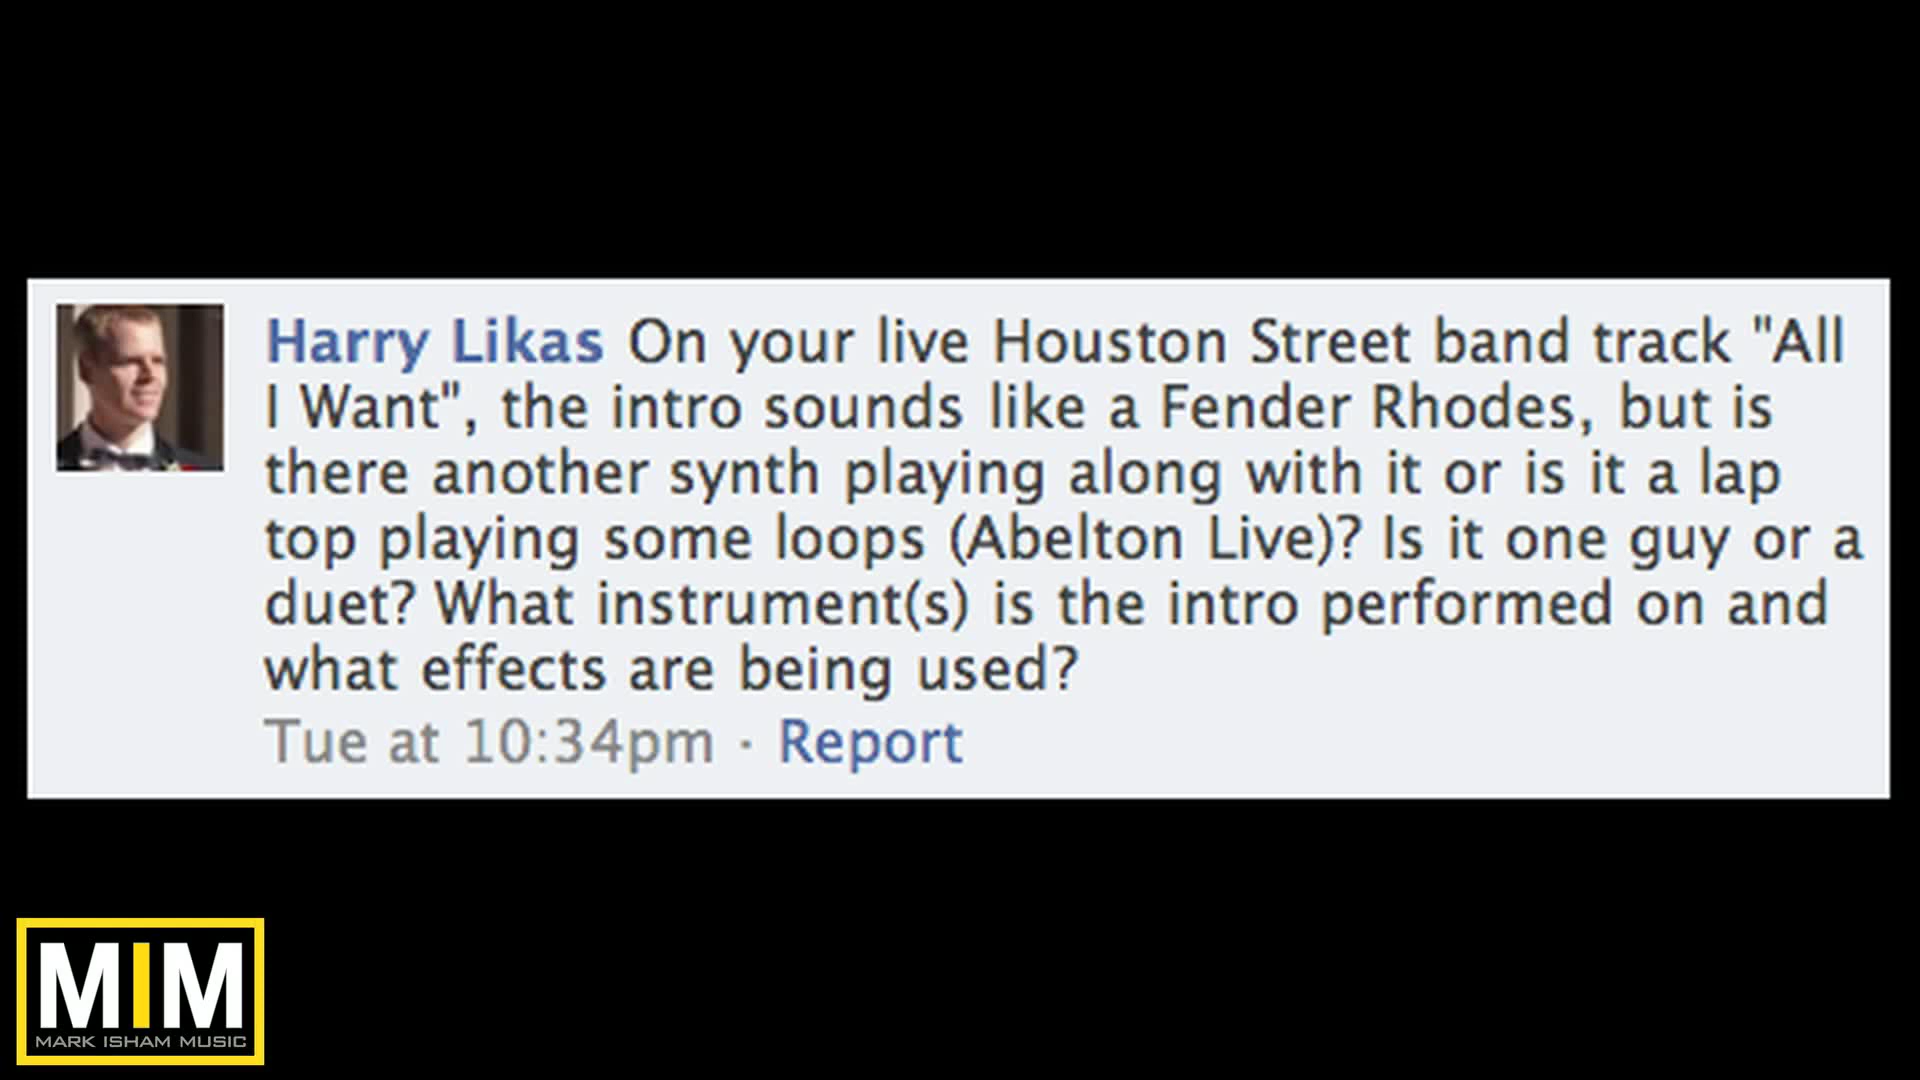 Harry Likas On your live Houston Street band track "All
I Want", the intro sounds like a Fender Rhodes, but is
there another synth playing along with it or is it a lap
top playing some loops (Abelton Live)? Is it one guy or a
duet? What instrument(s) is the intro performed on and
what effects are being used?
Tue at 10:34pm · Report
MIM
MARK ISHAM MUSIC